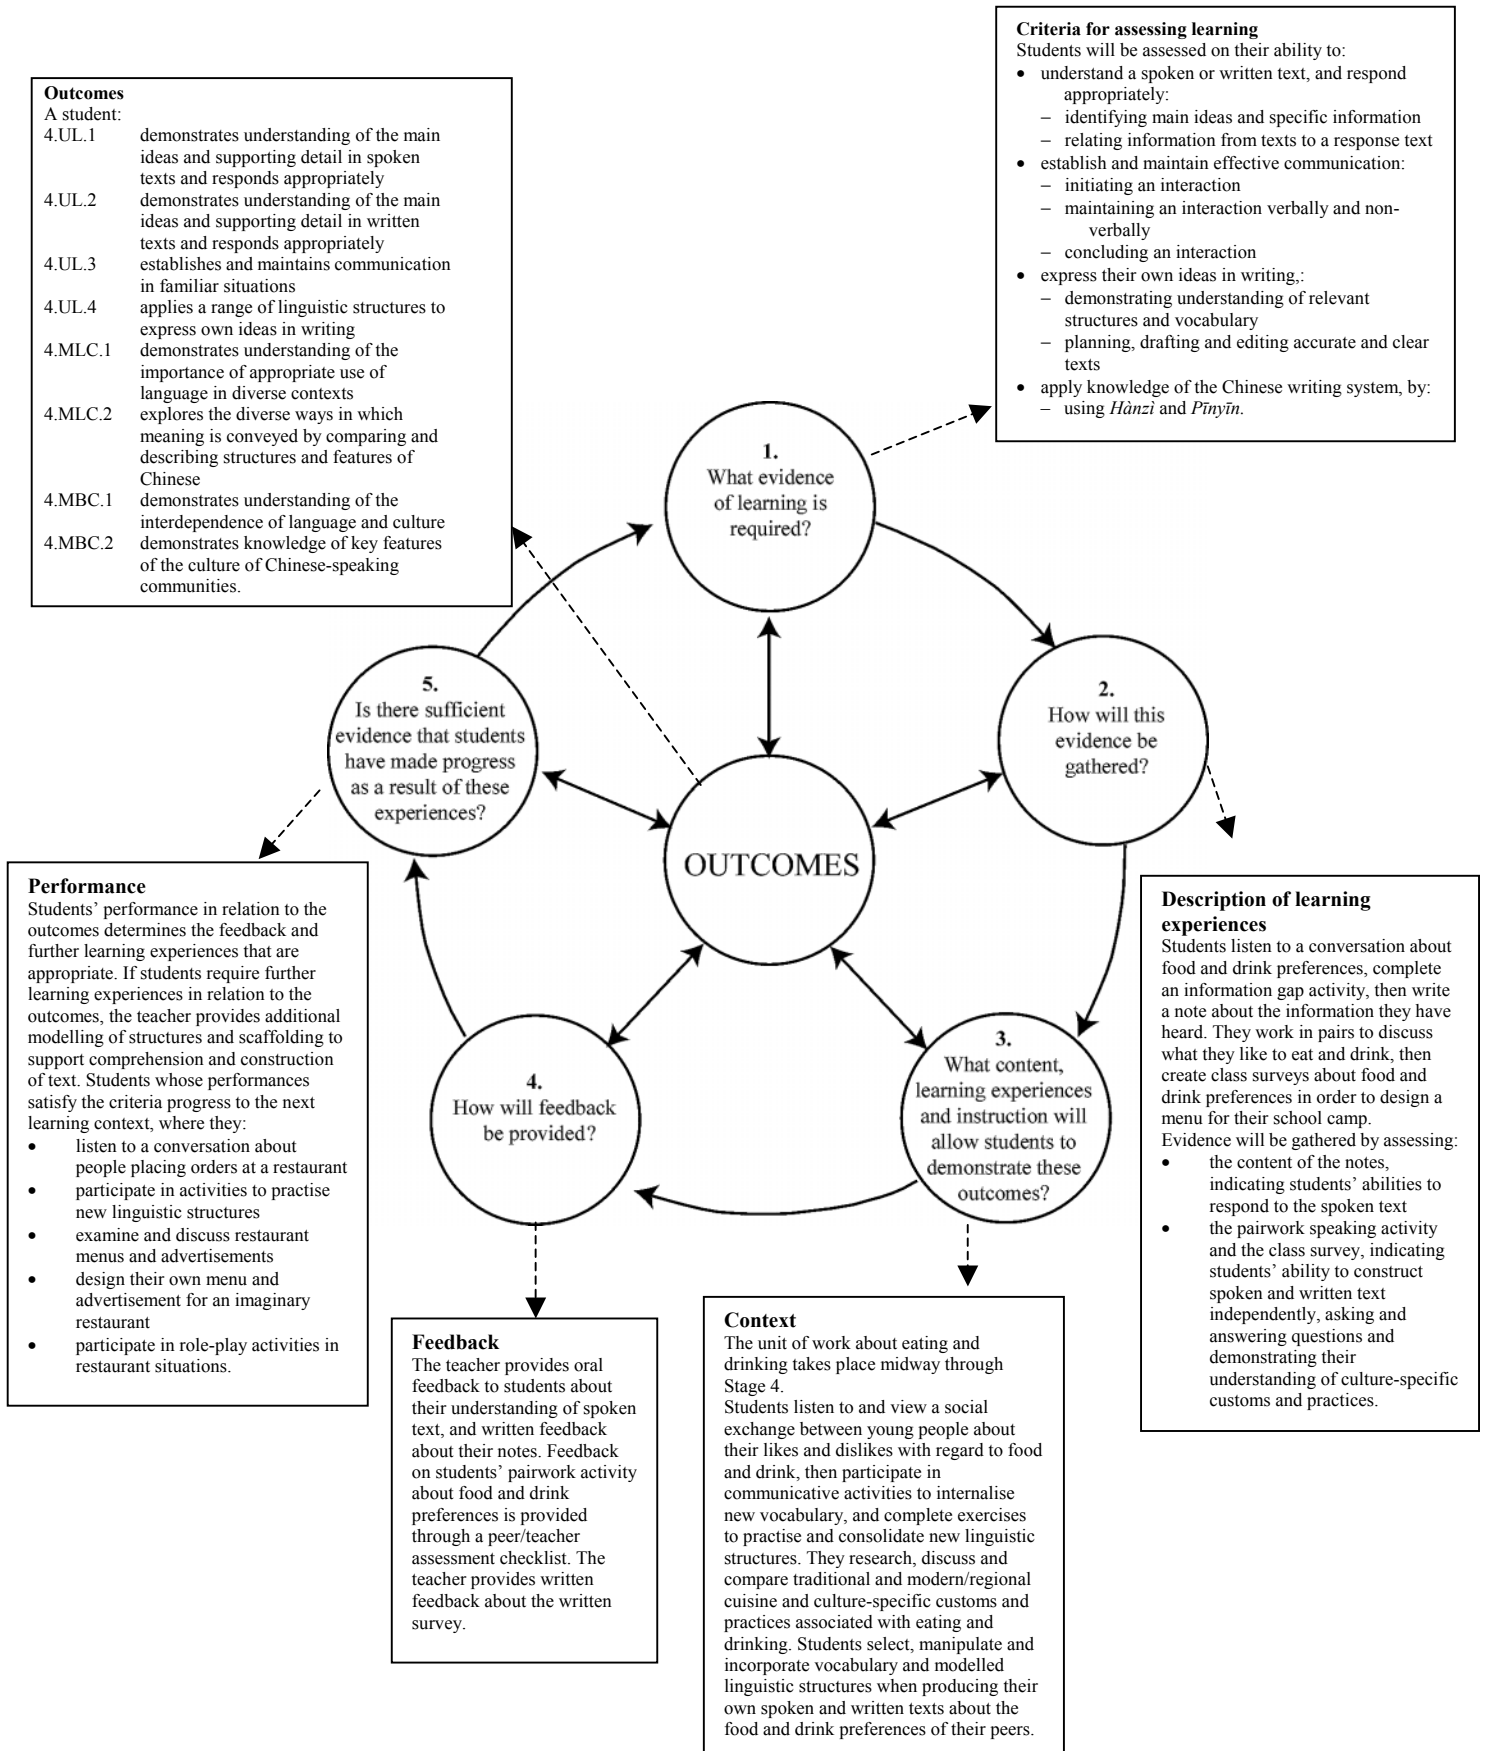 Criteria for assessing learning
Students will be assessed on their ability to:
• understand a spoken or written text, and respond
appropriately:
– identifying main ideas and specific information
– relating information from texts to a response text
• establish and maintain effective communication:
– initiating an interaction
– maintaining an interaction verbally and non-
verbally
– concluding an interaction
• express their own ideas in writing,:
– demonstrating understanding of relevant
structures and vocabulary
– planning, drafting and editing accurate and clear
texts
• apply knowledge of the Chinese writing system, by:
– using Hànzì and Pīnyīn.
Outcomes
A student:
4.UL.1 demonstrates understanding of the main
ideas and supporting detail in spoken
texts and responds appropriately
4.UL.2 demonstrates understanding of the main
ideas and supporting detail in written
texts and responds appropriately
4.UL.3 establishes and maintains communication
in familiar situations
4.UL.4 applies a range of linguistic structures to
express own ideas in writing
4.MLC.1 demonstrates understanding of the
importance of appropriate use of
language in diverse contexts
4.MLC.2 explores the diverse ways in which
meaning is conveyed by comparing and
describing structures and features of
Chinese
4.MBC.1 demonstrates understanding of the
interdependence of language and culture
4.MBC.2 demonstrates knowledge of key features
of the culture of Chinese-speaking
communities.
1.
What evidence
of learning is
required?
2.
How will this
evidence be
gathered?
5.
Is there sufficient
evidence that students
have made progress
as a result of these
experiences?
OUTCOMES
3.
What content,
learning experiences
and instruction will
allow students to
demonstrate these
outcomes?
4.
How will feedback
be provided?
Performance
Students' performance in relation to the
outcomes determines the feedback and
further learning experiences that are
appropriate. If students require further
learning experiences in relation to the
outcomes, the teacher provides additional
modelling of structures and scaffolding to
support comprehension and construction
of text. Students whose performances
satisfy the criteria progress to the next
learning context, where they:
• listen to a conversation about
people placing orders at a restaurant
• participate in activities to practise
new linguistic structures
• examine and discuss restaurant
menus and advertisements
• design their own menu and
advertisement for an imaginary
restaurant
• participate in role-play activities in
restaurant situations.
Description of learning
experiences
Students listen to a conversation about
food and drink preferences, complete
an information gap activity, then write
a note about the information they have
heard. They work in pairs to discuss
what they like to eat and drink, then
create class surveys about food and
drink preferences in order to design a
menu for their school camp.
Evidence will be gathered by assessing:
• the content of the notes,
indicating students' abilities to
respond to the spoken text
• the pairwork speaking activity
and the class survey, indicating
students' ability to construct
spoken and written text
independently, asking and
answering questions and
demonstrating their
understanding of culture-specific
customs and practices.
Feedback
The teacher provides oral
feedback to students about
their understanding of spoken
text, and written feedback
about their notes. Feedback
on students' pairwork activity
about food and drink
preferences is provided
through a peer/teacher
assessment checklist. The
teacher provides written
feedback about the written
survey.
Context
The unit of work about eating and
drinking takes place midway through
Stage 4.
Students listen to and view a social
exchange between young people about
their likes and dislikes with regard to food
and drink, then participate in
communicative activities to internalise
new vocabulary, and complete exercises
to practise and consolidate new linguistic
structures. They research, discuss and
compare traditional and modern/regional
cuisine and culture-specific customs and
practices associated with eating and
drinking. Students select, manipulate and
incorporate vocabulary and modelled
linguistic structures when producing their
own spoken and written texts about the
food and drink preferences of their peers.